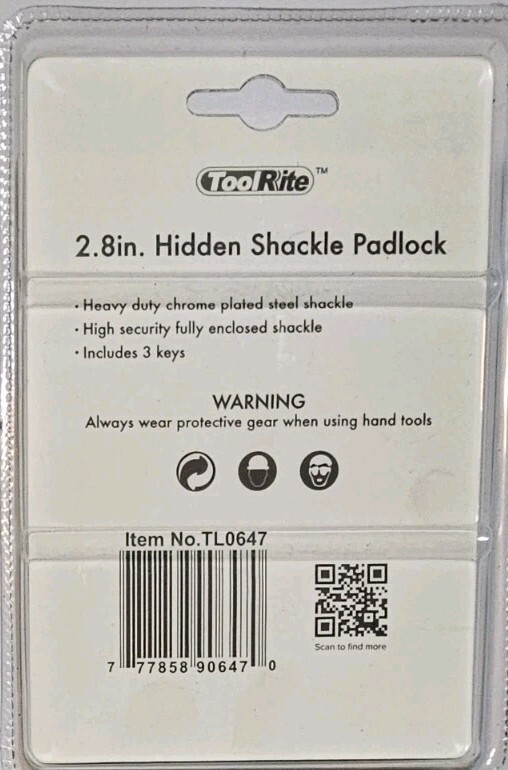 ToolRite™
2.8in. Hidden Shackle Padlock
· Heavy duty chrome plated steel shackle
· High security fully enclosed shackle
· Includes 3 keys
WARNING
Always wear protective gear when using hand tools
Item No.TL0647
7 77858 90647 0
Scan to find more